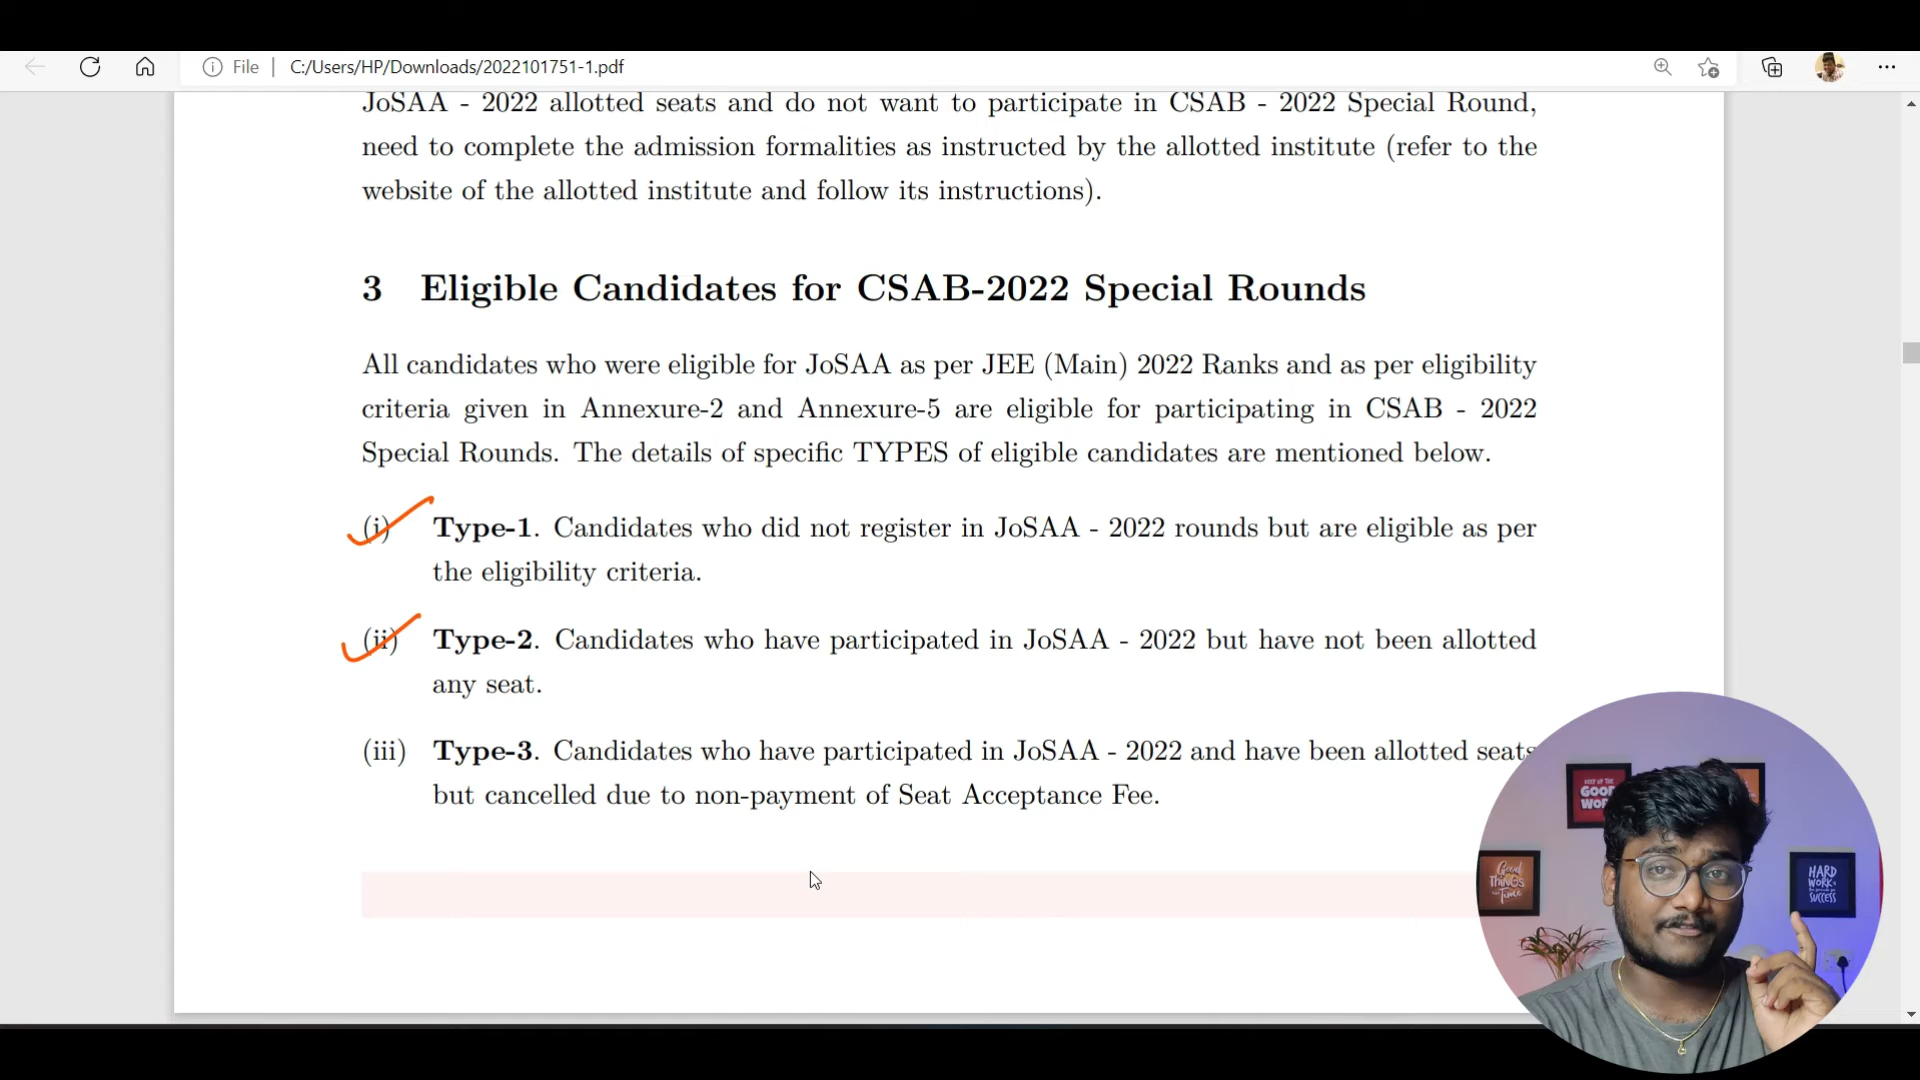 File
C:/Users/HP/Downloads/2022101751-1.pdf
JoSAA - 2022 allotted seats and do not want to participate in CSAB - 2022 Special Round,
need to complete the admission formalities as instructed by the allotted institute (refer to the
website of the allotted institute and follow its instructions).
3 Eligible Candidates for CSAB-2022 Special Rounds
All candidates who were eligible for JoSAA as per JEE (Main) 2022 Ranks and as per eligibility
criteria given in Annexure-2 and Annexure-5 are eligible for participating in CSAB - 2022
Special Rounds. The details of specific TYPES of eligible candidates are mentioned below.
(i) Type-1. Candidates who did not register in JoSAA - 2022 rounds but are eligible as per
the eligibility criteria.
(ii) Type-2. Candidates who have participated in JoSAA - 2022 but have not been allotted
any seat.
(iii) Type-3. Candidates who have participated in JoSAA - 2022 and have been allotted seats
but cancelled due to non-payment of Seat Acceptance Fee.
GOOD
Good
THINGS
Time
HARD
WORK
SUCCESS